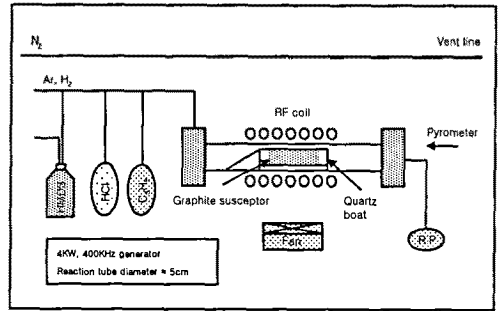 N₂
Vent line
Ar, H₂
RF coil
Pyrometer
HCl
Graphite susceptor
Quartz
boat
Fan
R.P
4KW, 400KHz generator
Reaction tube diameter ≈ 5cm